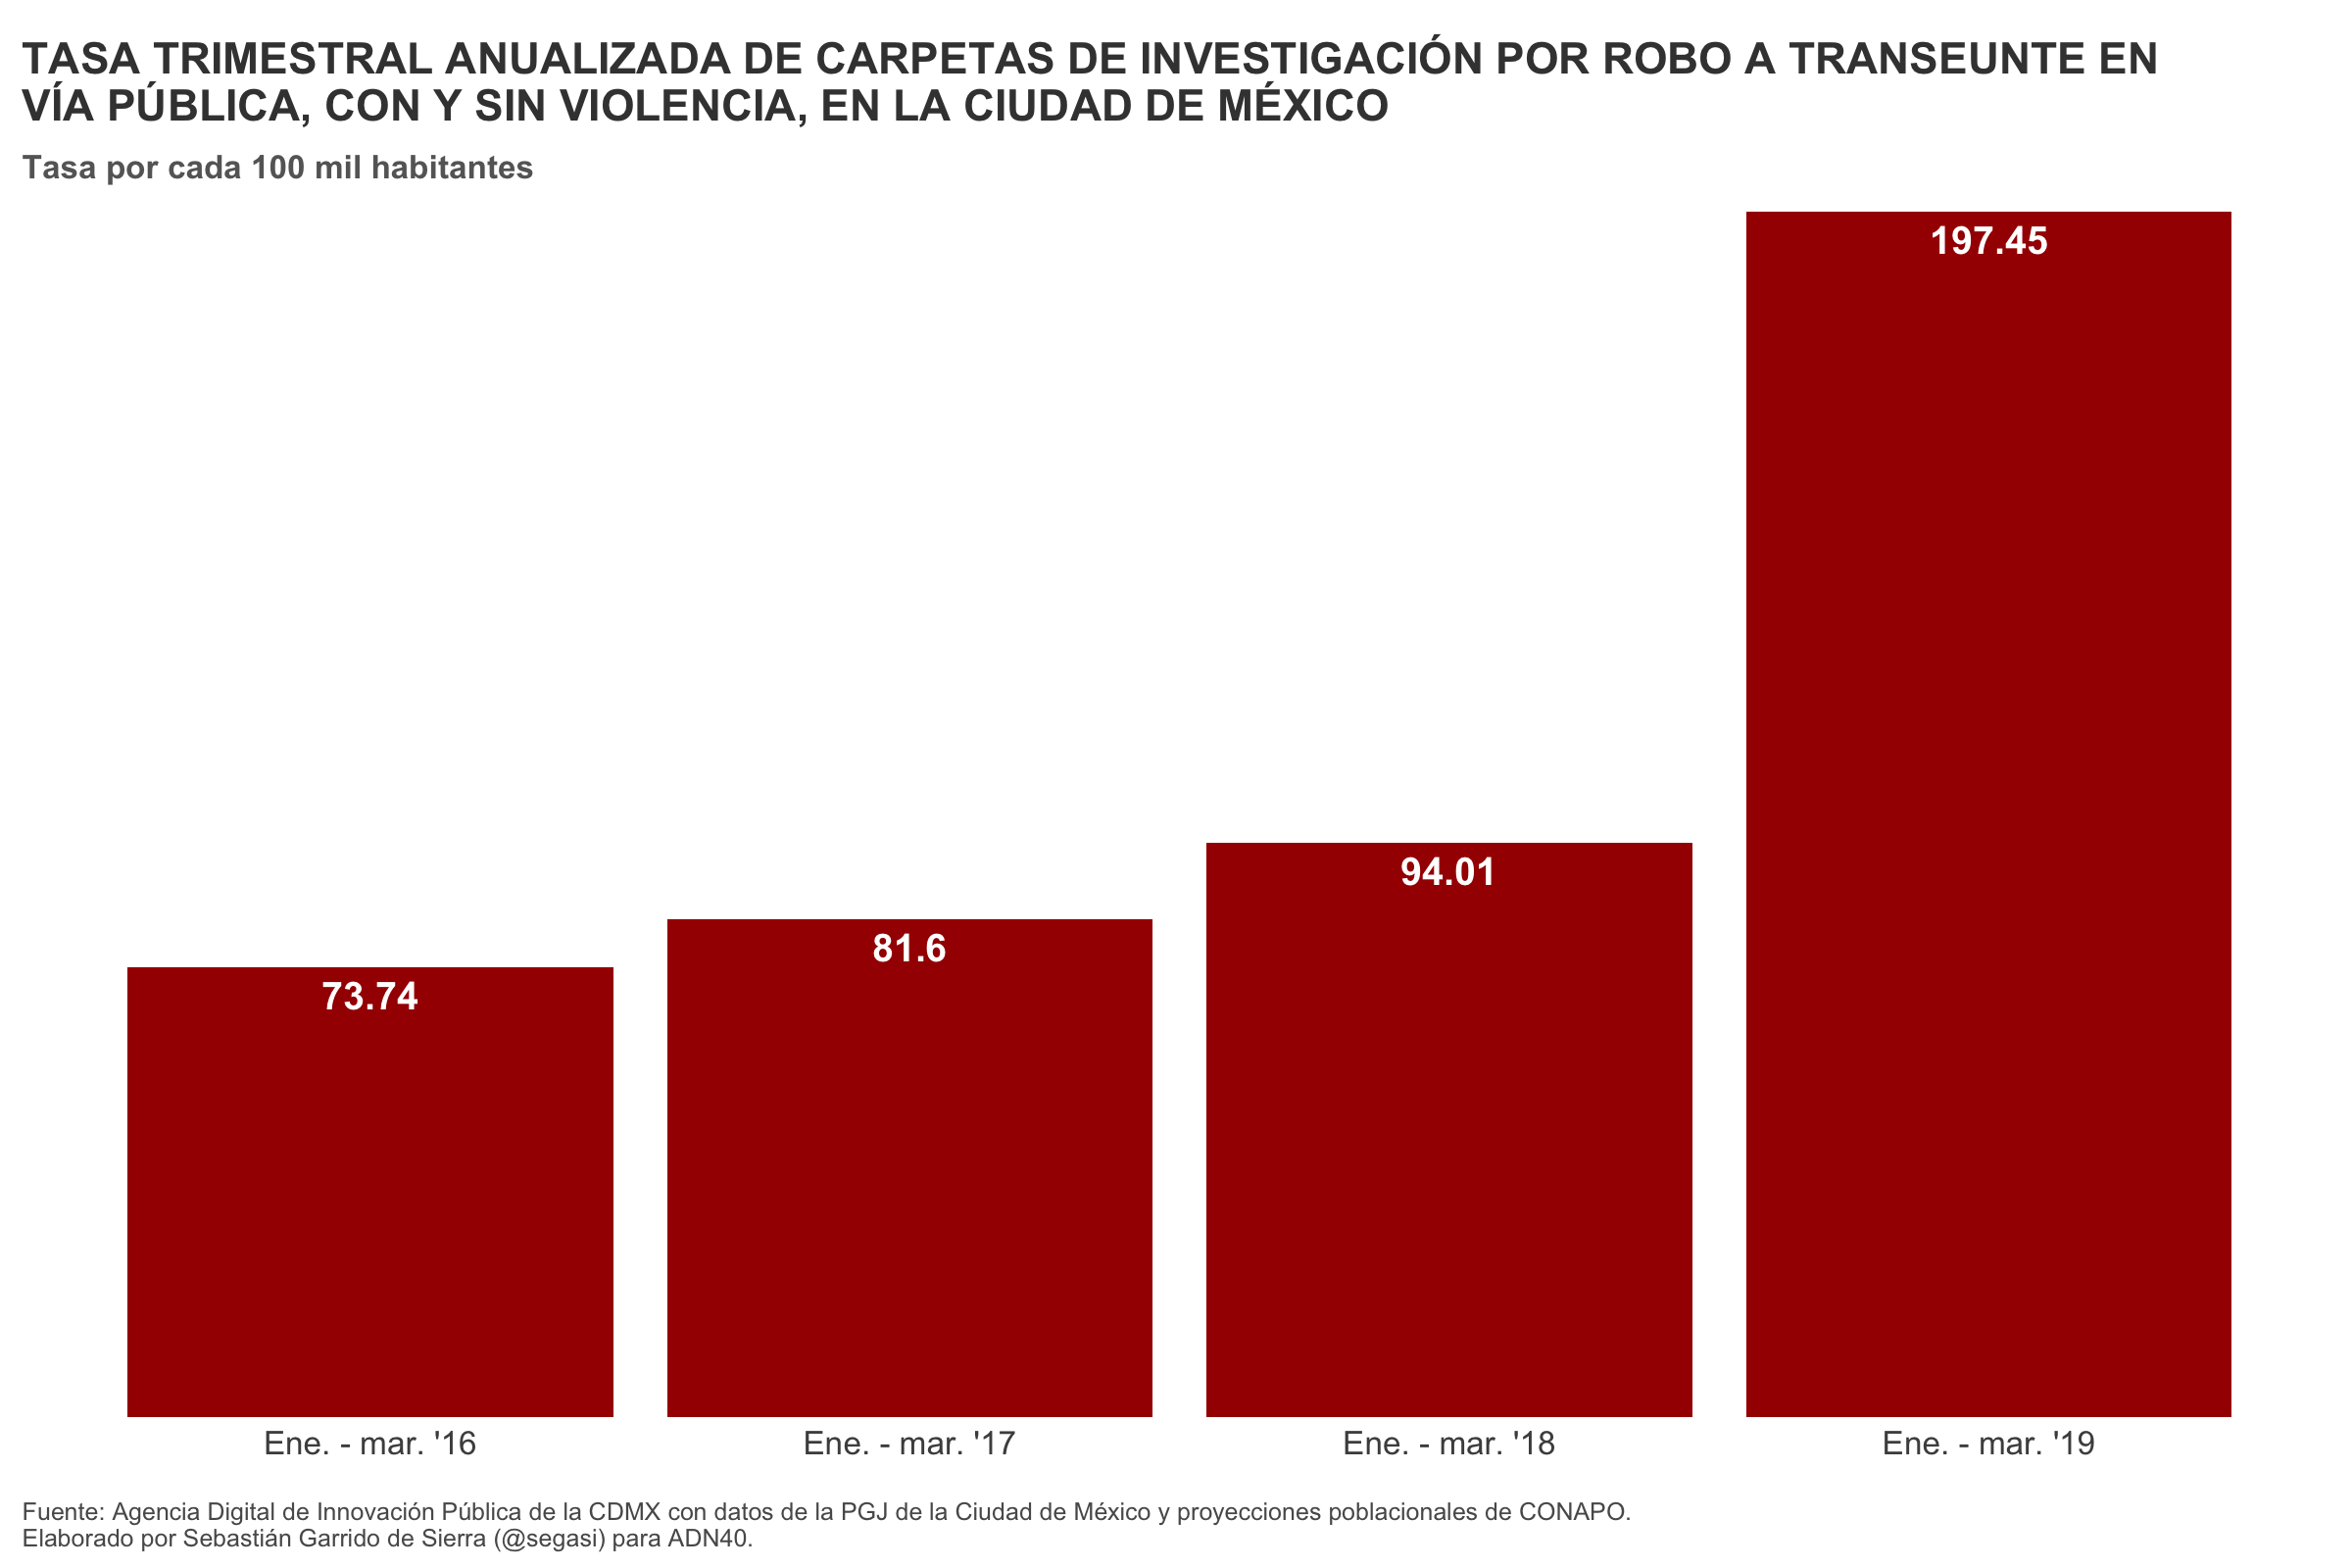 TASA TRIMESTRAL ANUALIZADA DE CARPETAS DE INVESTIGACIÓN POR ROBO A TRANSEUNTE EN
VÍA PÚBLICA, CON Y SIN VIOLENCIA, EN LA CIUDAD DE MÉXICO
Tasa por cada 100 mil habitantes
197.45
94.01
81.6
73.74
Ene. - mar. '16 Ene. - mar. '17 Ene. - mar. '18 Ene. - mar. '19
Fuente: Agencia Digital de Innovación Pública de la CDMX con datos de la PGJ de la Ciudad de México y proyecciones poblacionales de CONAPO.
Elaborado por Sebastián Garrido de Sierra (@segasi) para ADN40.